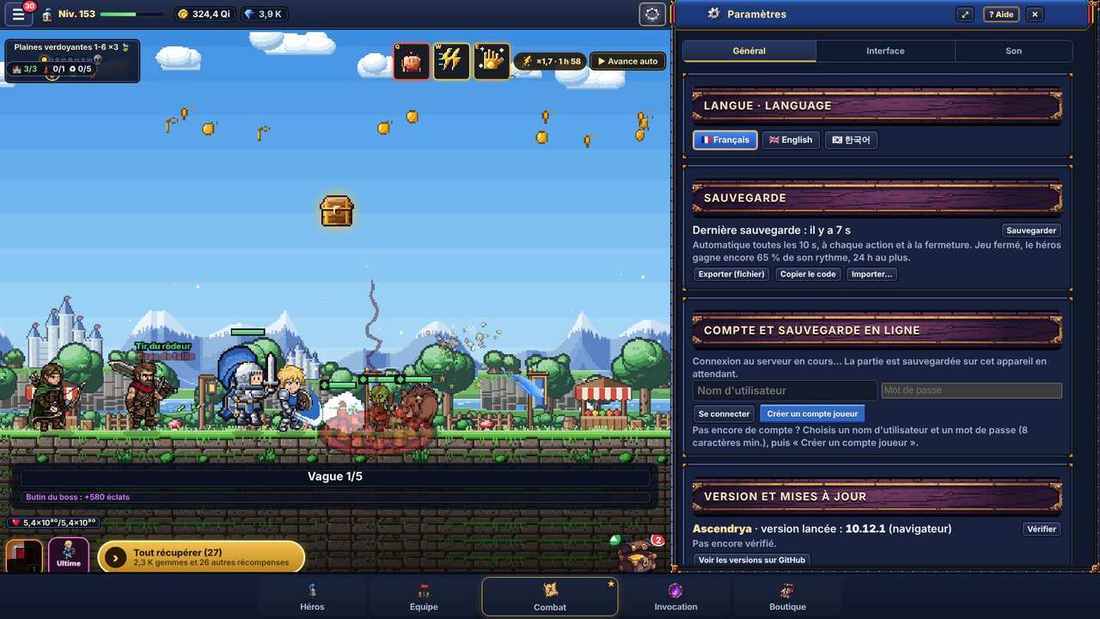 30
Niv. 153
324,4 Qi
3,9 K
Paramètres
? Aide
Plaines verdoyantes 1-6 ×3
3/3
0/1
0/5
Q
W
E
×1,7 · 1 h 58
Avance auto
Général
Interface
Son
LANGUE · LANGUAGE
Français
English
한국어
SAUVEGARDE
Dernière sauvegarde : il y a 7 s
Sauvegarder
Automatique toutes les 10 s, à chaque action et à la fermeture. Jeu fermé, le héros
gagne encore 65 % de son rythme, 24 h au plus.
Exporter (fichier)
Copier le code
Importer...
COMPTE ET SAUVEGARDE EN LIGNE
Connexion au serveur en cours... La partie est sauvegardée sur cet appareil en
attendant.
Nom d'utilisateur
Mot de passe
Se connecter
Créer un compte joueur
Pas encore de compte ? Choisis un nom d'utilisateur et un mot de passe (8
caractères min.), puis « Créer un compte joueur ».
VERSION ET MISES À JOUR
Ascendrya · version lancée : 10.12.1 (navigateur)
Vérifier
Pas encore vérifié.
Voir les versions sur GitHub
Tir du rôdeur
Vague 1/5
Butin du boss : +580 éclats
Ultime
Tout récupérer (27)
2,3 K gemmes et 26 autres récompenses
2
Héros
Équipe
Combat
Invocation
Boutique